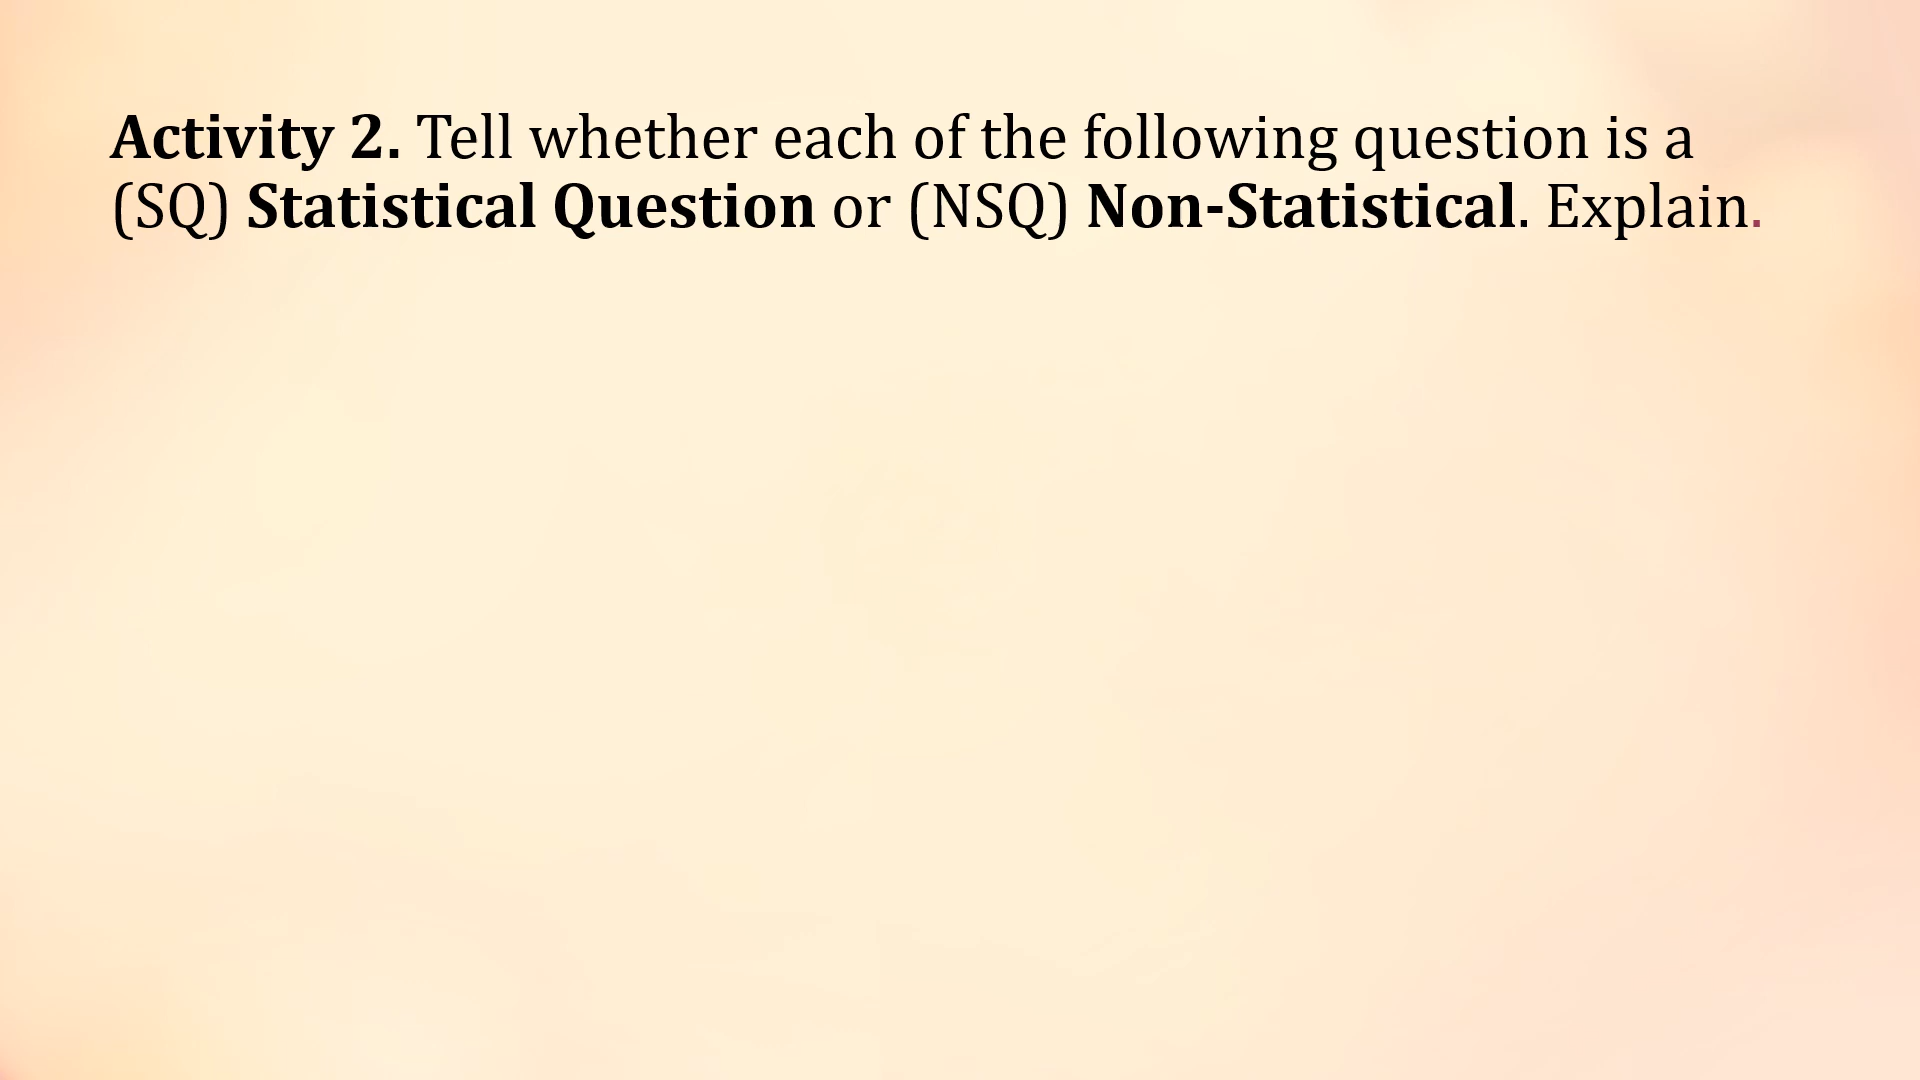 Activity 2. Tell whether each of the following question is a
(SQ) Statistical Question or (NSQ) Non-Statistical. Explain.